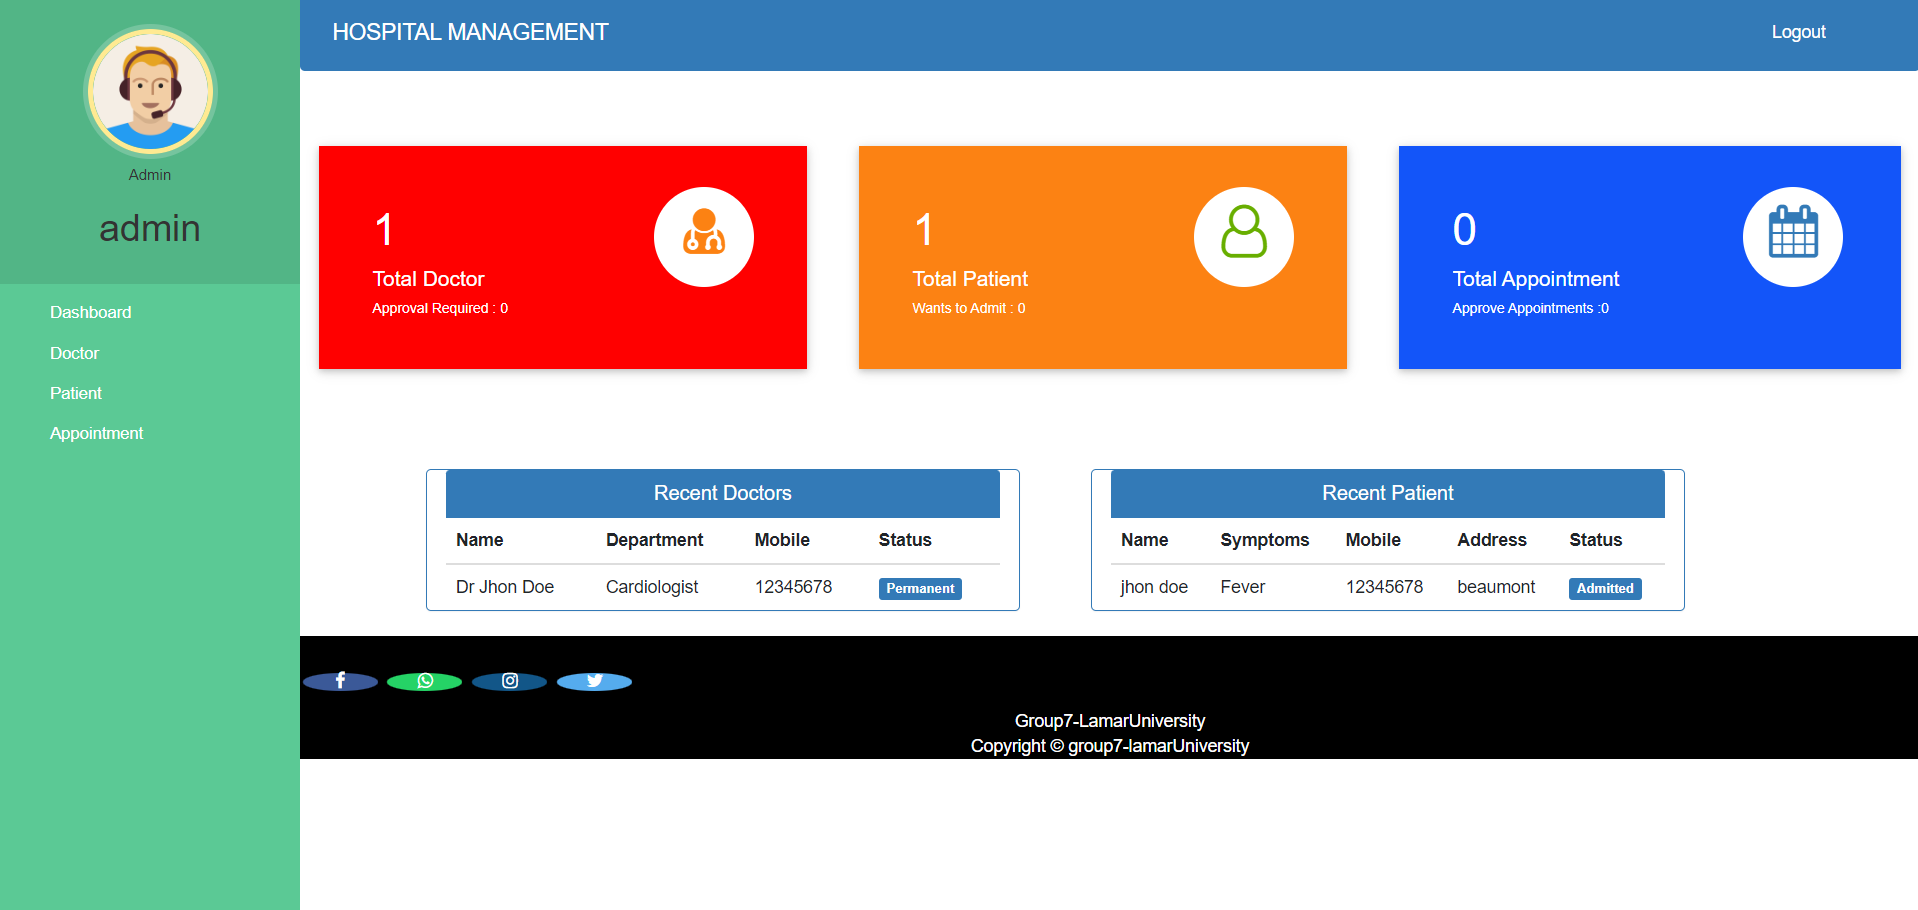 HOSPITAL MANAGEMENT
Logout
Admin
admin
Dashboard
Doctor
Patient
Appointment
1
Total Doctor
Approval Required : 0
1
Total Patient
Wants to Admit : 0
0
Total Appointment
Approve Appointments :0
Recent Doctors
Name Department Mobile Status
Dr Jhon Doe Cardiologist 12345678 Permanent
Recent Patient
Name Symptoms Mobile Address Status
jhon doe Fever 12345678 beaumont Admitted
Group7-LamarUniversity
Copyright © group7-lamarUniversity